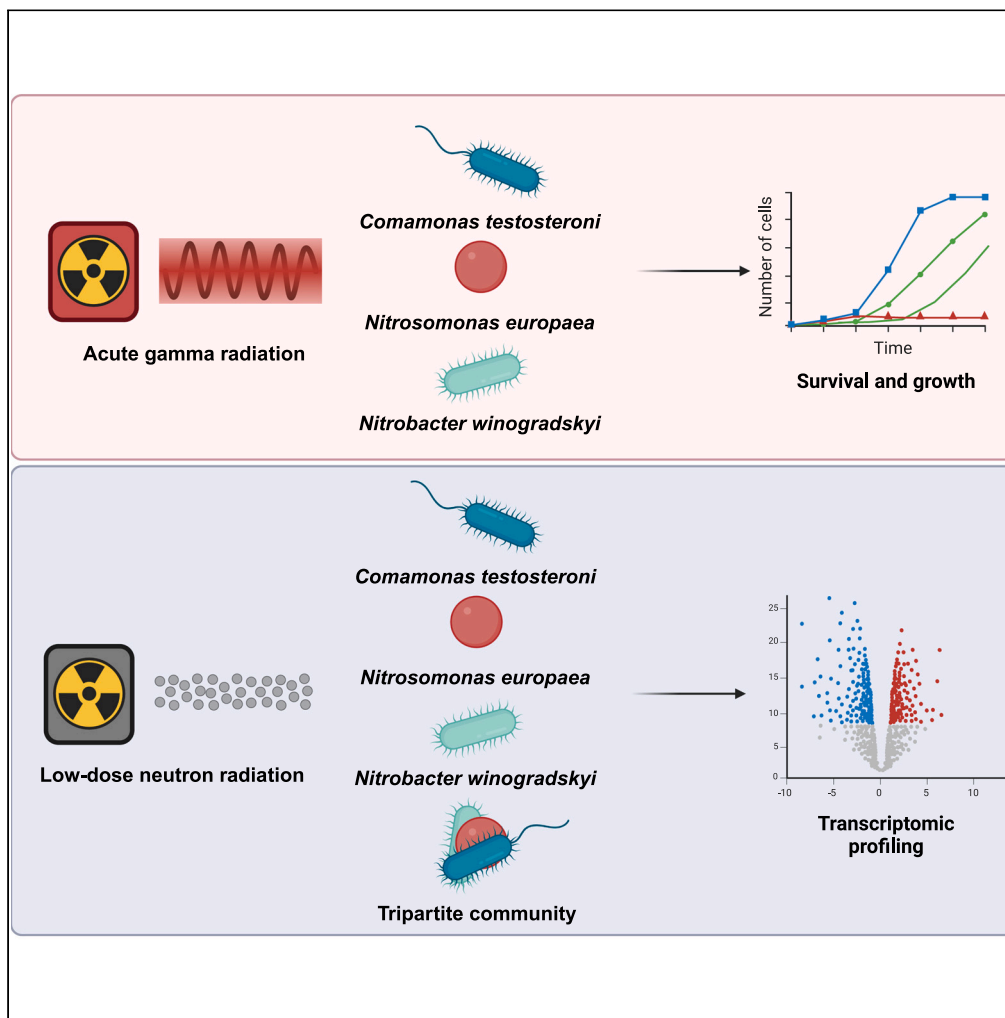 Acute gamma radiation
Comamonas testosteroni
Nitrosomonas europaea
Nitrobacter winogradskyi
Number of cells
Time
Survival and growth
Low-dose neutron radiation
Comamonas testosteroni
Nitrosomonas europaea
Nitrobacter winogradskyi
Tripartite community
25
20
15
10
5
0
-10
-5
0
5
10
Transcriptomic
profiling